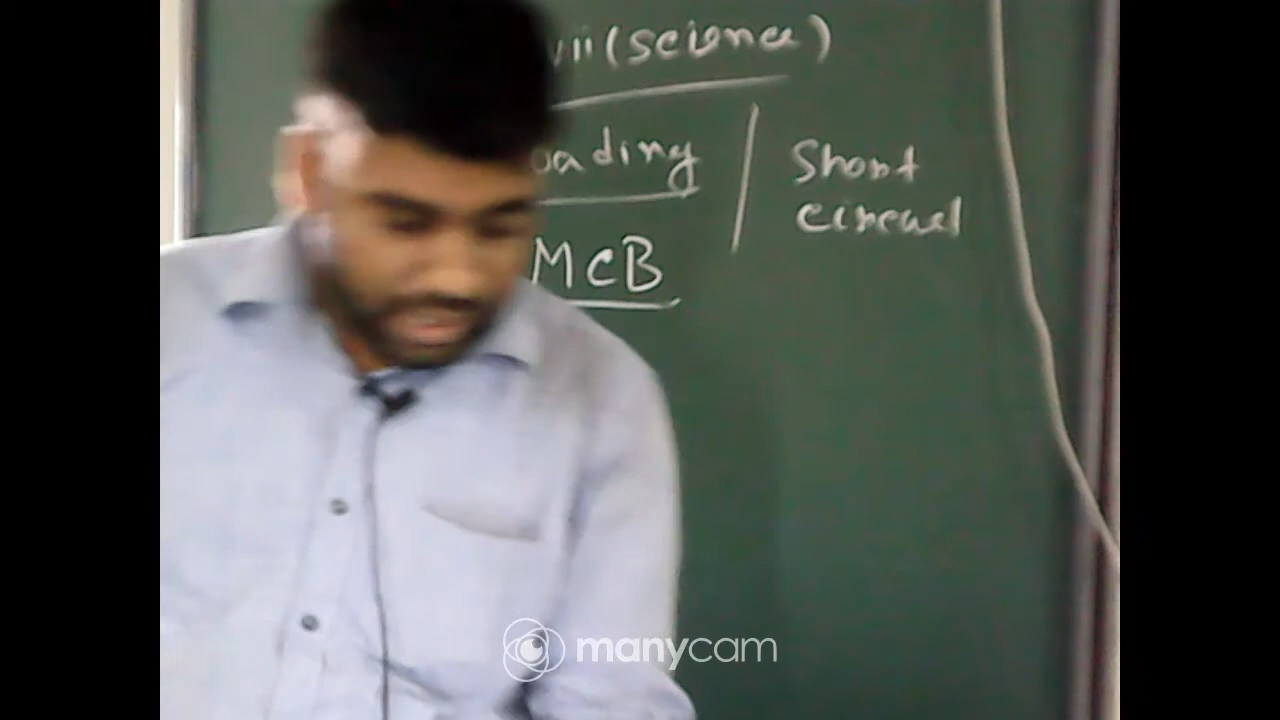 vii (science)
oading / Short
circuit
MCB
manycam